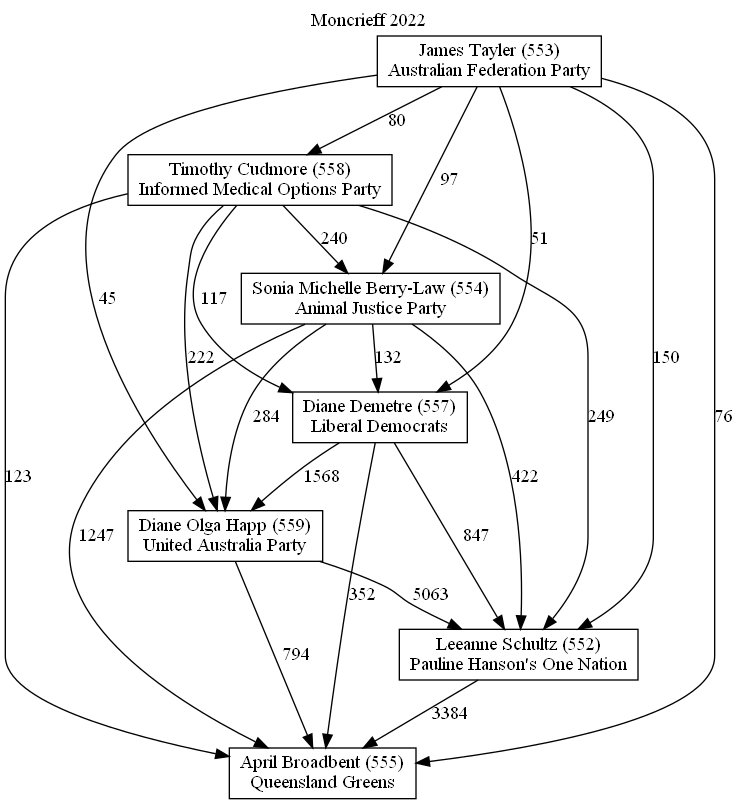 Moncrieff 2022
James Tayler (553)
Australian Federation Party
80
Timothy Cudmore (558)
Informed Medical Options Party
97
240
51
Sonia Michelle Berry-Law (554)
Animal Justice Party
45
117
222
132
150
284
Diane Demetre (557)
Liberal Democrats
249
76
123
1568
422
Diane Olga Happ (559)
United Australia Party
1247
847
352
5063
794
Leeanne Schultz (552)
Pauline Hanson's One Nation
3384
April Broadbent (555)
Queensland Greens